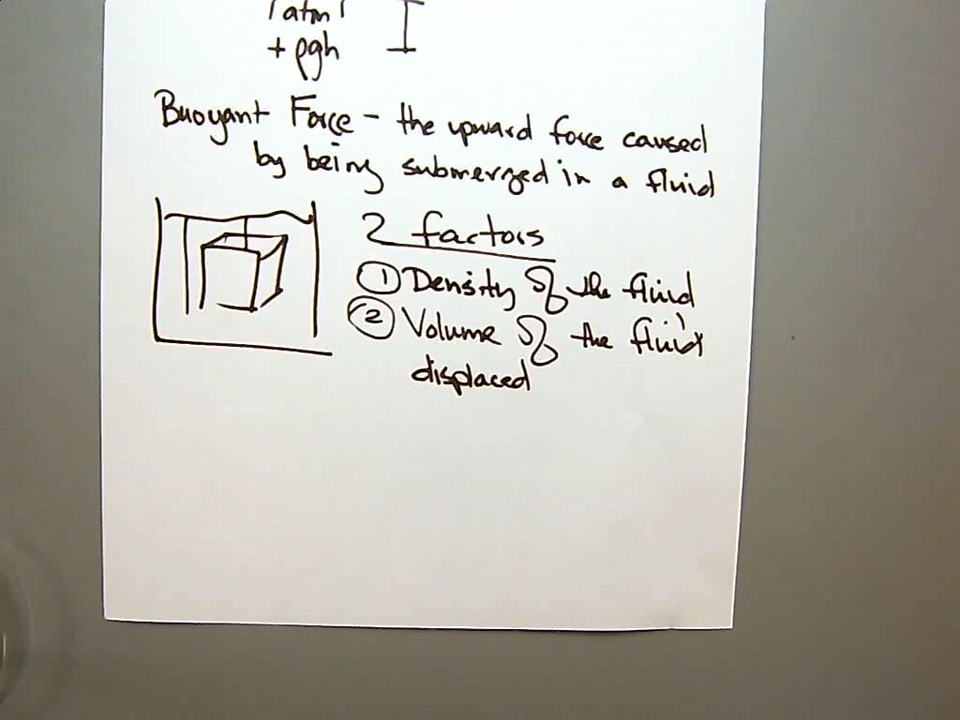 1atm
+ ρgh
Buoyant Force - the upward force caused
by being submerged in a fluid
2 factors
① Density of the fluid
② Volume of the fluid
displaced